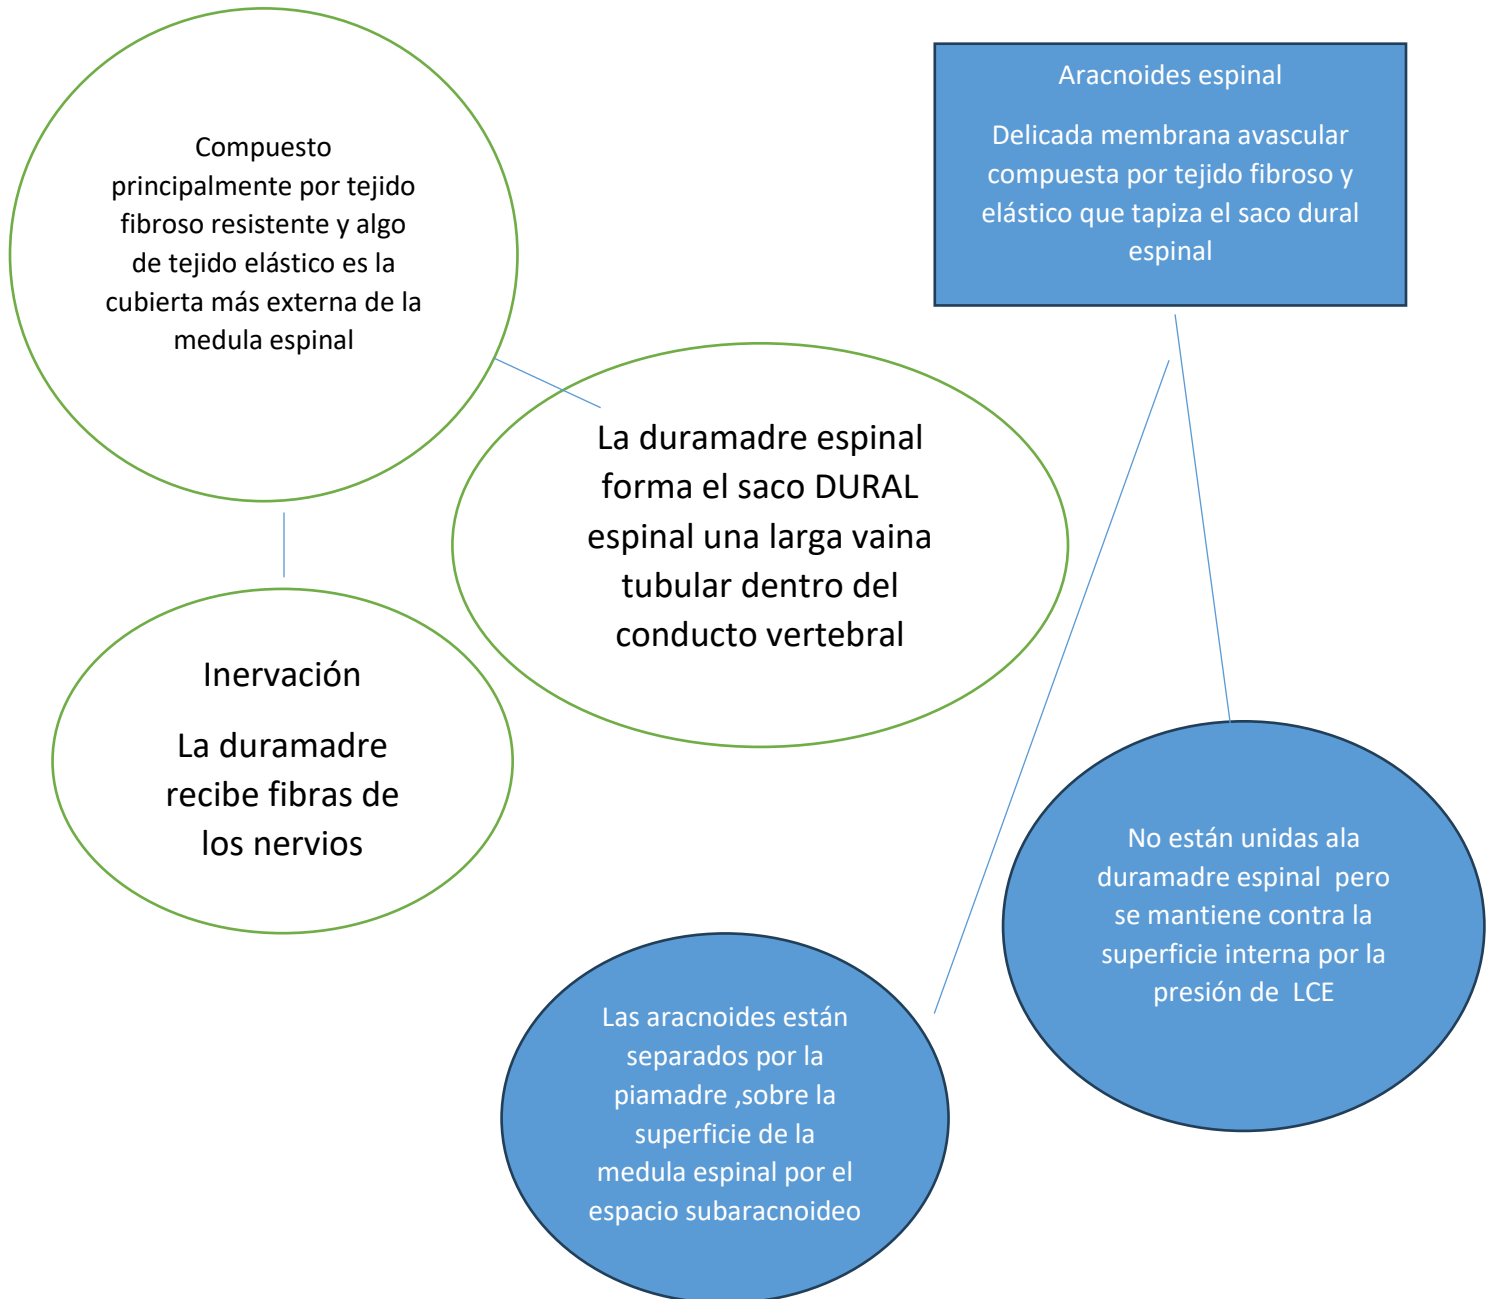 Compuesto
principalmente por tejido
fibroso resistente y algo
de tejido elástico es la
cubierta más externa de la
medula espinal
Aracnoides espinal
Delicada membrana avascular
compuesta por tejido fibroso y
elástico que tapiza el saco dural
espinal
La duramadre espinal
forma el saco DURAL
espinal una larga vaina
tubular dentro del
conducto vertebral
Inervación
La duramadre
recibe fibras de
los nervios
No están unidas ala
duramadre espinal  pero
se mantiene contra la
superficie interna por la
presión de  LCE
Las aracnoides están
separados por la
piamadre ,sobre la
superficie de la
medula espinal por el
espacio subaracnoideo